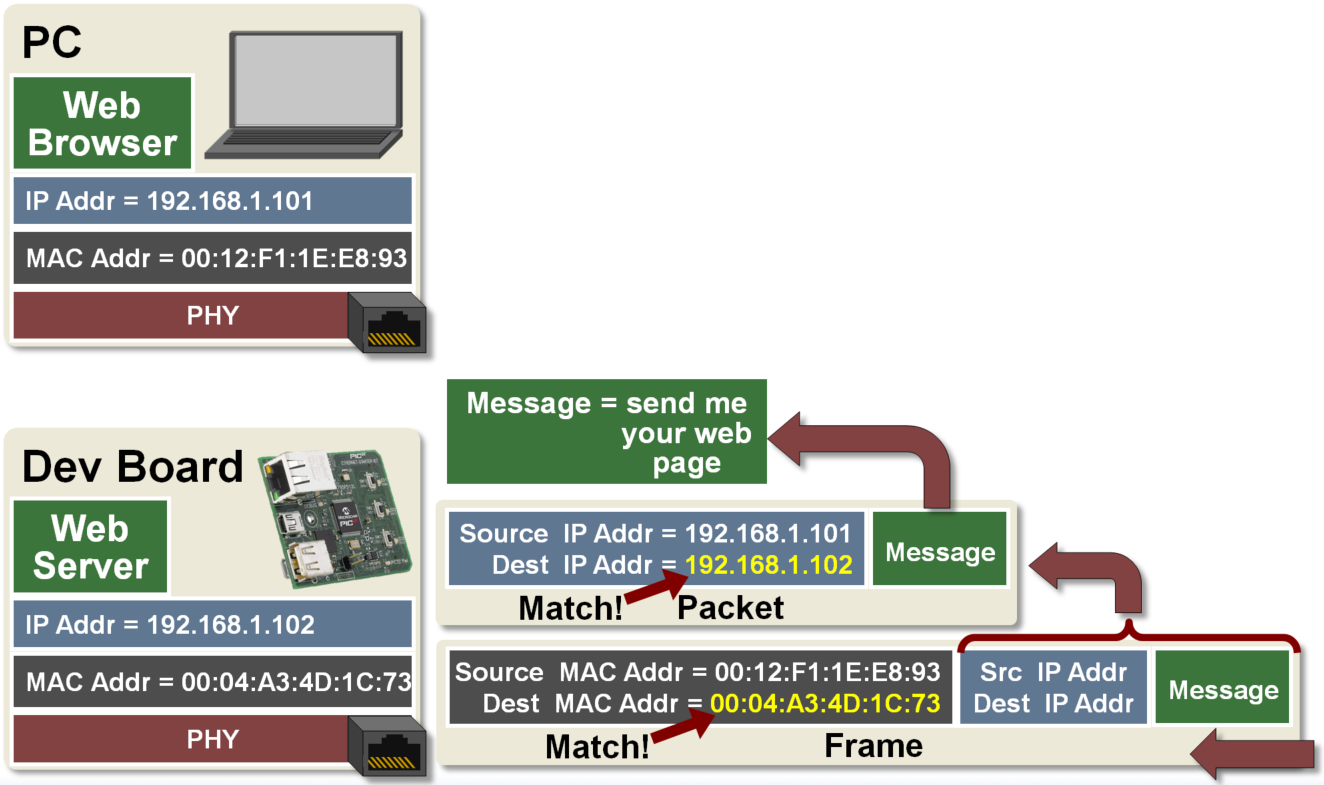 PC
Web
Browser
IP Addr = 192.168.1.101
MAC Addr = 00:12:F1:1E:E8:93
PHY
Dev Board
Web
Server
IP Addr = 192.168.1.102
MAC Addr = 00:04:A3:4D:1C:73
PHY
Message = send me
your web
page
Source IP Addr = 192.168.1.101
Dest IP Addr = 192.168.1.102
Message
Match!
Packet
Source MAC Addr = 00:12:F1:1E:E8:93
Dest MAC Addr = 00:04:A3:4D:1C:73
Src IP Addr
Dest IP Addr
Message
Match!
Frame